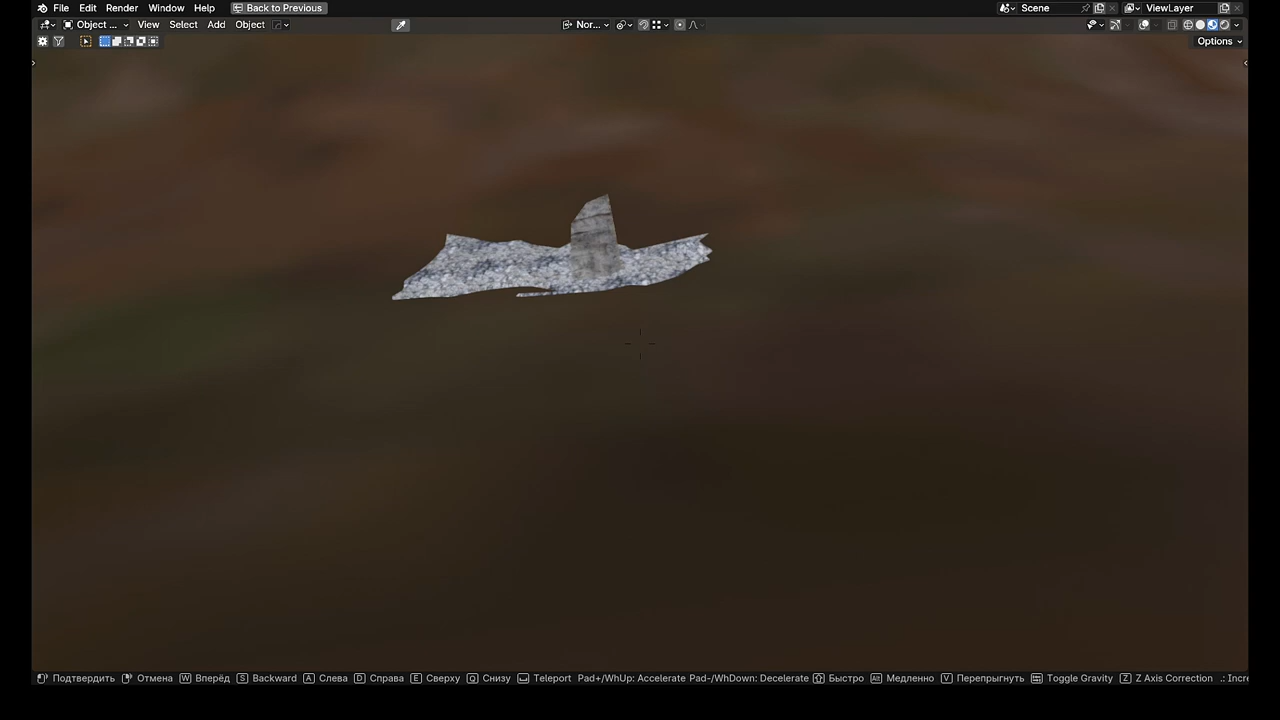 File Edit Render Window Help Back to Previous Scene ViewLayer
Object ... View Select Add Object Nor...
Options
Подтвердить Отмена W Вперёд S Backward A Слева D Справа E Сверху Q Снизу Teleport Pad+/WhUp: Accelerate Pad-/WhDown: Decelerate Быстро Alt Медленно V Перепрыгнуть Toggle Gravity Z Z Axis Correction .: Incre